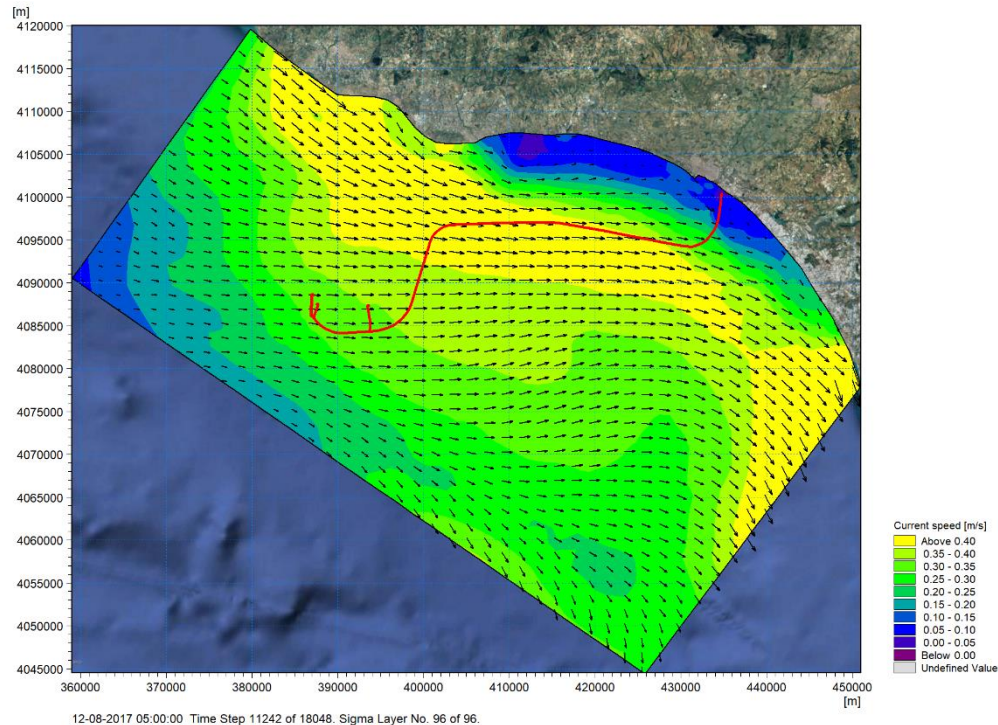 [m]
4120000
4115000
4110000
4105000
4100000
4095000
4090000
4085000
4080000
4075000
4070000
4065000
4060000
4055000
4050000
4045000
360000 370000 380000 390000 400000 410000 420000 430000 440000 450000
[m]
Current speed [m/s]
Above 0.40
0.35 - 0.40
0.30 - 0.35
0.25 - 0.30
0.20 - 0.25
0.15 - 0.20
0.10 - 0.15
0.05 - 0.10
0.00 - 0.05
Below 0.00
Undefined Value
12-08-2017 05:00:00 Time Step 11242 of 18048. Sigma Layer No. 96 of 96.